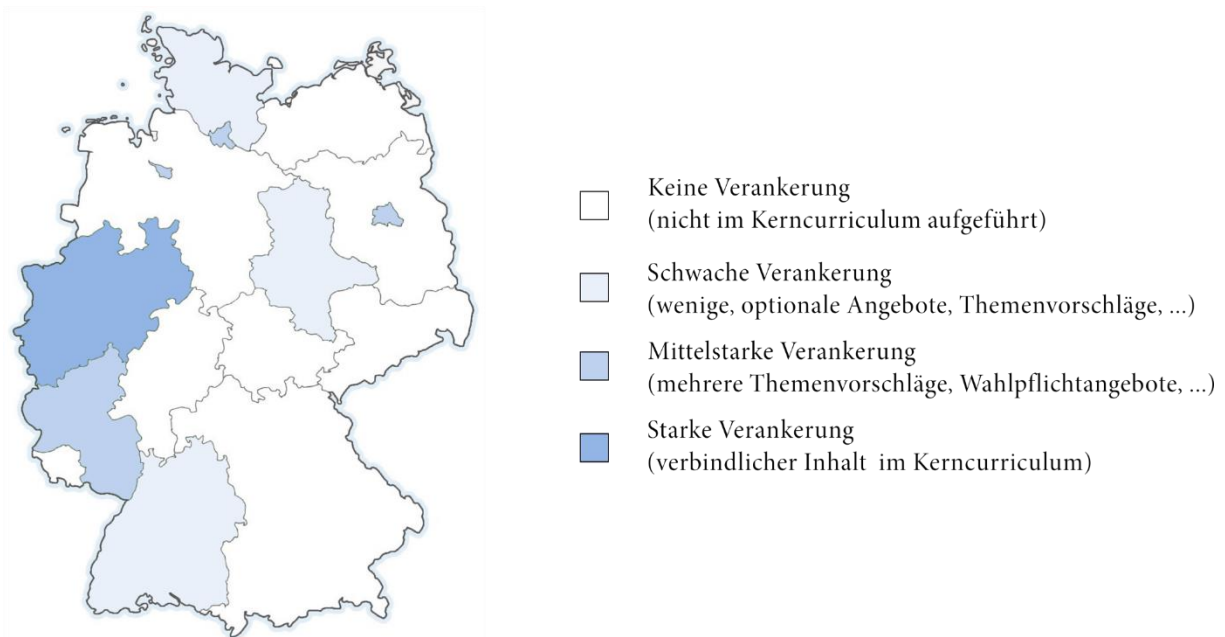 Keine Verankerung
(nicht im Kerncurriculum aufgeführt)
Schwache Verankerung
(wenige, optionale Angebote, Themenvorschläge, ...)
Mittelstarke Verankerung
(mehrere Themenvorschläge, Wahlpflichtangebote, ...)
Starke Verankerung
(verbindlicher Inhalt im Kerncurriculum)